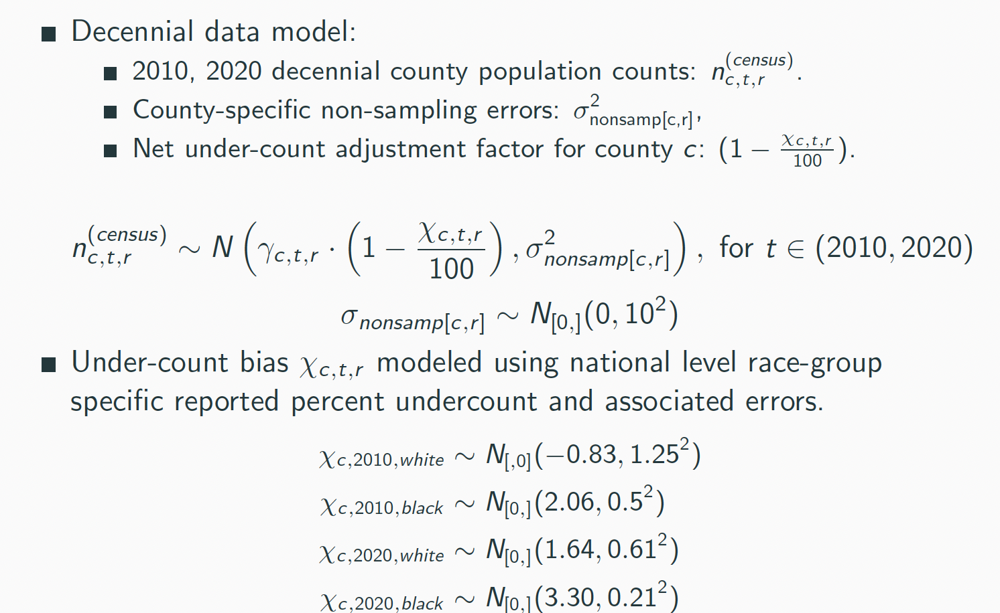 ■ Decennial data model:
■ 2010, 2020 decennial county population counts: $n_{c,t,r}^{(census)}$.
■ County-specific non-sampling errors: $\sigma^2_{\text{nonsamp[c,r]}}$,
■ Net under-count adjustment factor for county $c$: $(1 - \frac{\chi_{c,t,r}}{100})$.
$n_{c,t,r}^{(census)} \sim N\left(\gamma_{c,t,r} \cdot \left(1 - \frac{\chi_{c,t,r}}{100}\right), \sigma^2_{nonsamp[c,r]}\right)$, for $t \in (2010, 2020)$
$\sigma_{nonsamp[c,r]} \sim N_{[0,]}(0, 10^2)$
■ Under-count bias $\chi_{c,t,r}$ modeled using national level race-group
specific reported percent undercount and associated errors.
$\chi_{c,2010,white} \sim N_{[,0]}(-0.83, 1.25^2)$
$\chi_{c,2010,black} \sim N_{[0,]}(2.06, 0.5^2)$
$\chi_{c,2020,white} \sim N_{[0,]}(1.64, 0.61^2)$
$\chi_{c,2020,black} \sim N_{[0,]}(3.30, 0.21^2)$